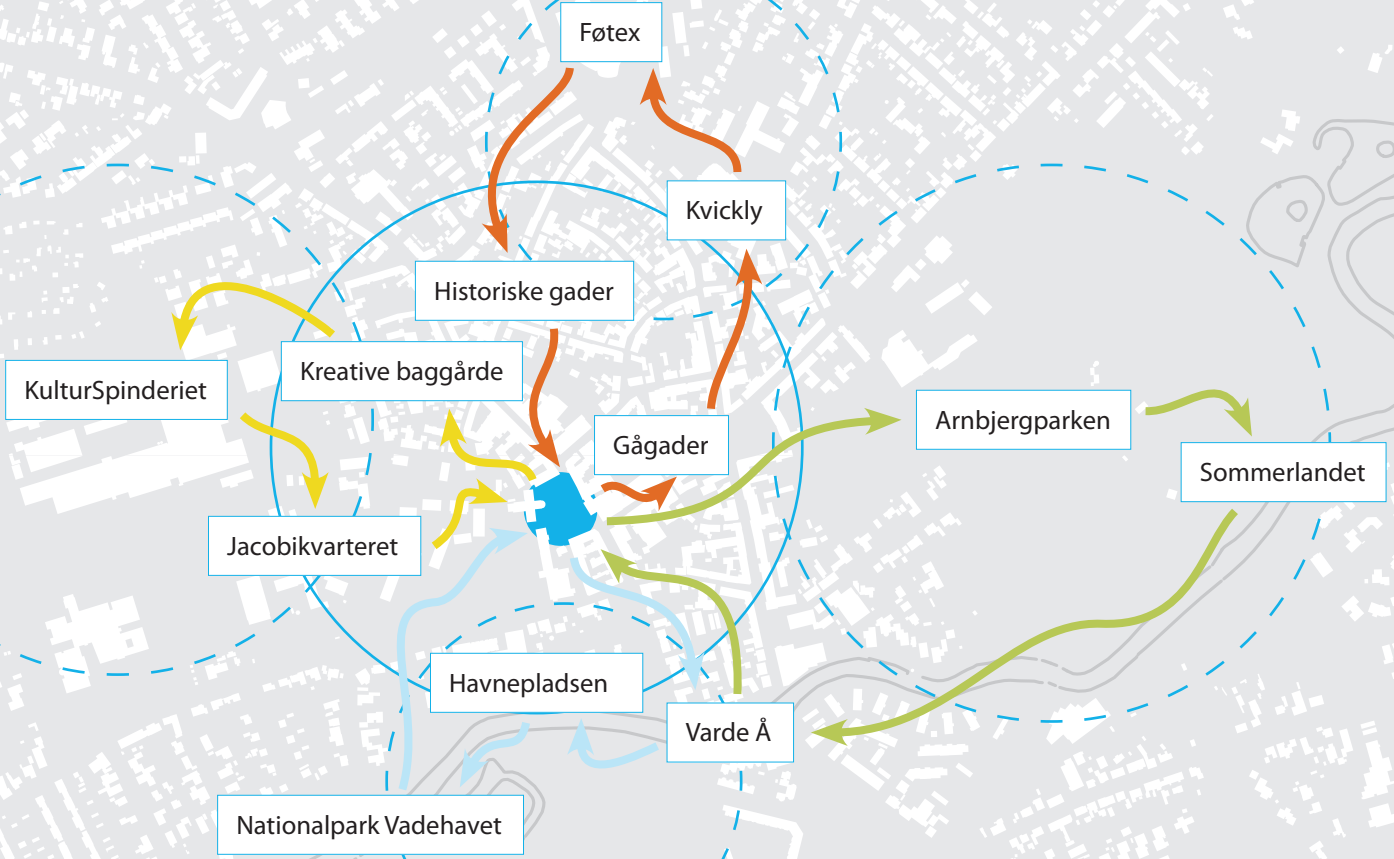 Føtex
Kvickly
Historiske gader
Kreative baggårde
KulturSpinderiet
Arnbjergparken
Gågader
Sommerlandet
Jacobikvarteret
Havnepladsen
Varde Å
Nationalpark Vadehavet